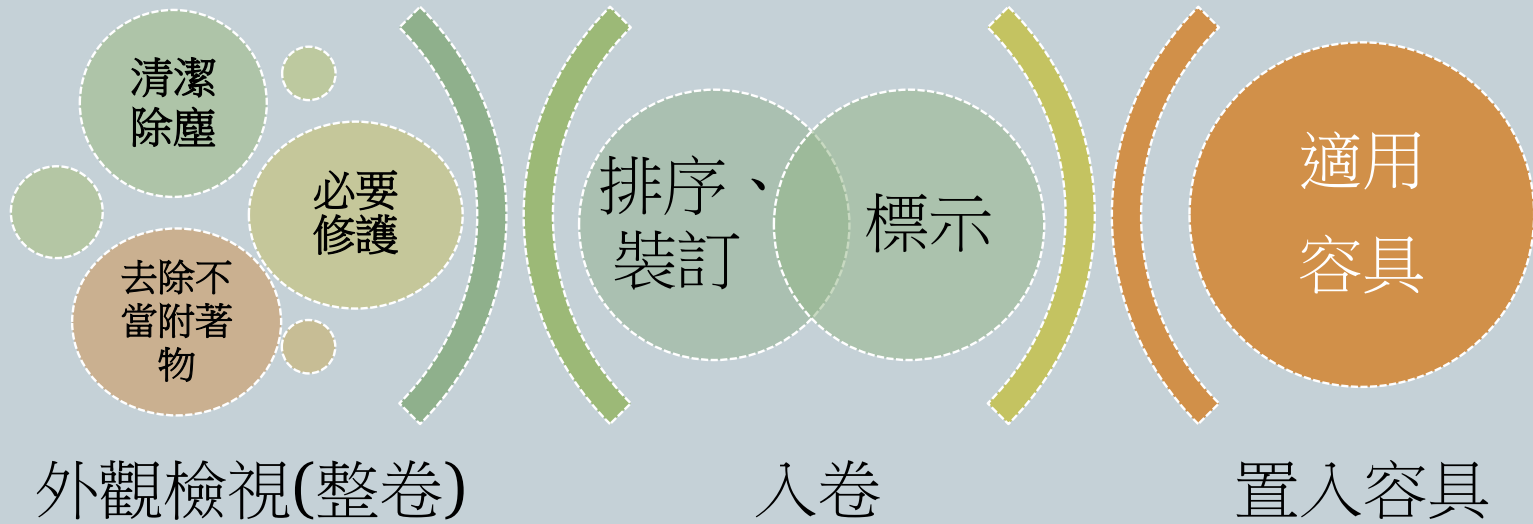 清潔
除塵
必要
修護
去除不
當附著
物
外觀檢視(整卷)
排序、
裝訂
標示
入卷
適用
容具
置入容具